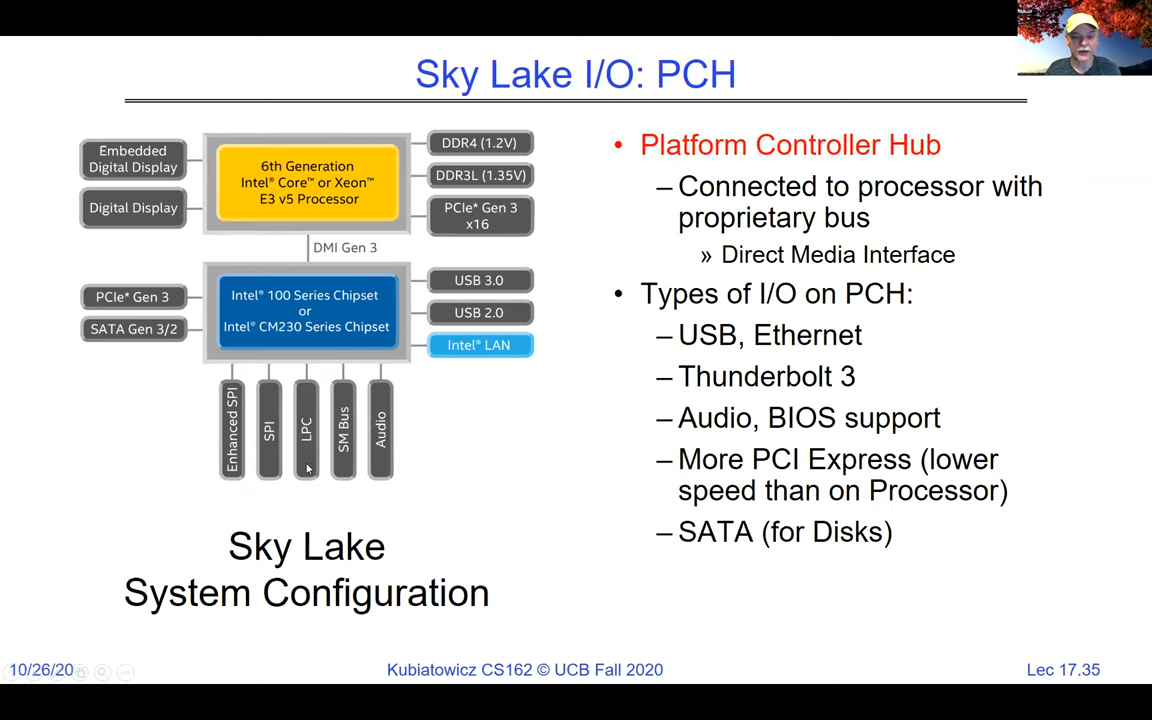 Sky Lake I/O: PCH
Embedded
Digital Display
Digital Display
6th Generation
Intel® Core™ or Xeon™
E3 v5 Processor
DDR4 (1.2V)
DDR3L (1.35V)
PCIe* Gen 3
x16
DMI Gen 3
PCIe* Gen 3
SATA Gen 3/2
Intel® 100 Series Chipset
or
Intel® CM230 Series Chipset
USB 3.0
USB 2.0
Intel® LAN
Enhanced SPI
SPI
LPC
SM Bus
Audio
Sky Lake
System Configuration
• Platform Controller Hub
– Connected to processor with
proprietary bus
» Direct Media Interface
• Types of I/O on PCH:
– USB, Ethernet
– Thunderbolt 3
– Audio, BIOS support
– More PCI Express (lower
speed than on Processor)
– SATA (for Disks)
10/26/20
Kubiatowicz CS162 © UCB Fall 2020
Lec 17.35